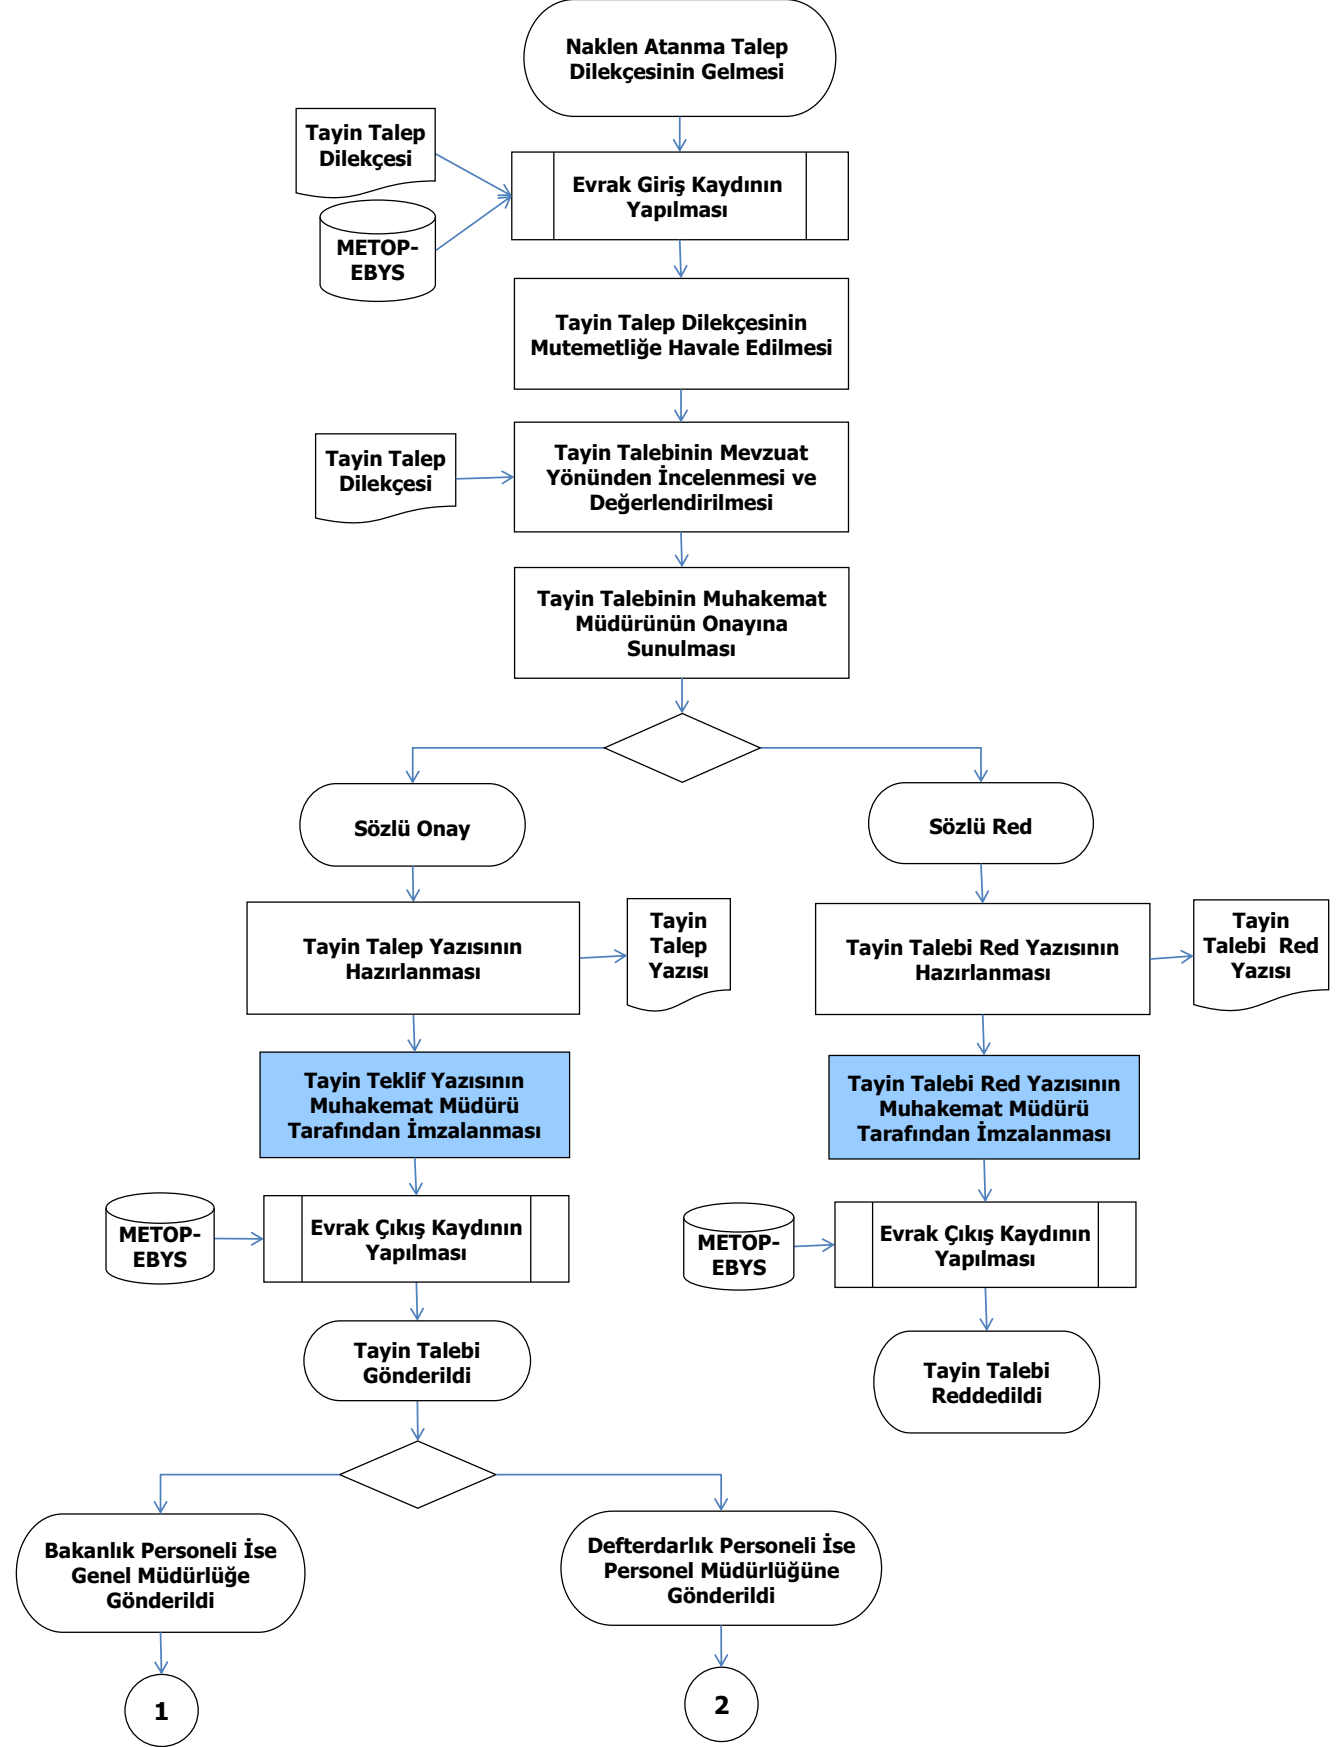 Naklen Atanma Talep
Dilekçesinin Gelmesi
Tayin Talep
Dilekçesi
Evrak Giriş Kaydının
Yapılması
METOP-
EBYS
Tayin Talep Dilekçesinin
Mutemetliğe Havale Edilmesi
Tayin Talep
Dilekçesi
Tayin Talebinin Mevzuat
Yönünden İncelenmesi ve
Değerlendirilmesi
Tayin Talebinin Muhakemat
Müdürünün Onayına
Sunulması
Sözlü Onay
Sözlü Red
Tayin Talep Yazısının
Hazırlanması
Tayin
Talep
Yazısı
Tayin Talebi Red Yazısının
Hazırlanması
Tayin
Talebi  Red
Yazısı
Tayin Teklif Yazısının
Muhakemat Müdürü
Tarafından İmzalanması
Tayin Talebi Red Yazısının
Muhakemat Müdürü
Tarafından İmzalanması
METOP-
EBYS
Evrak Çıkış Kaydının
Yapılması
METOP-
EBYS
Evrak Çıkış Kaydının
Yapılması
Tayin Talebi
Gönderildi
Tayin Talebi
Reddedildi
Bakanlık Personeli İse
Genel Müdürlüğe
Gönderildi
Defterdarlık Personeli İse
Personel Müdürlüğüne
Gönderildi
1
2